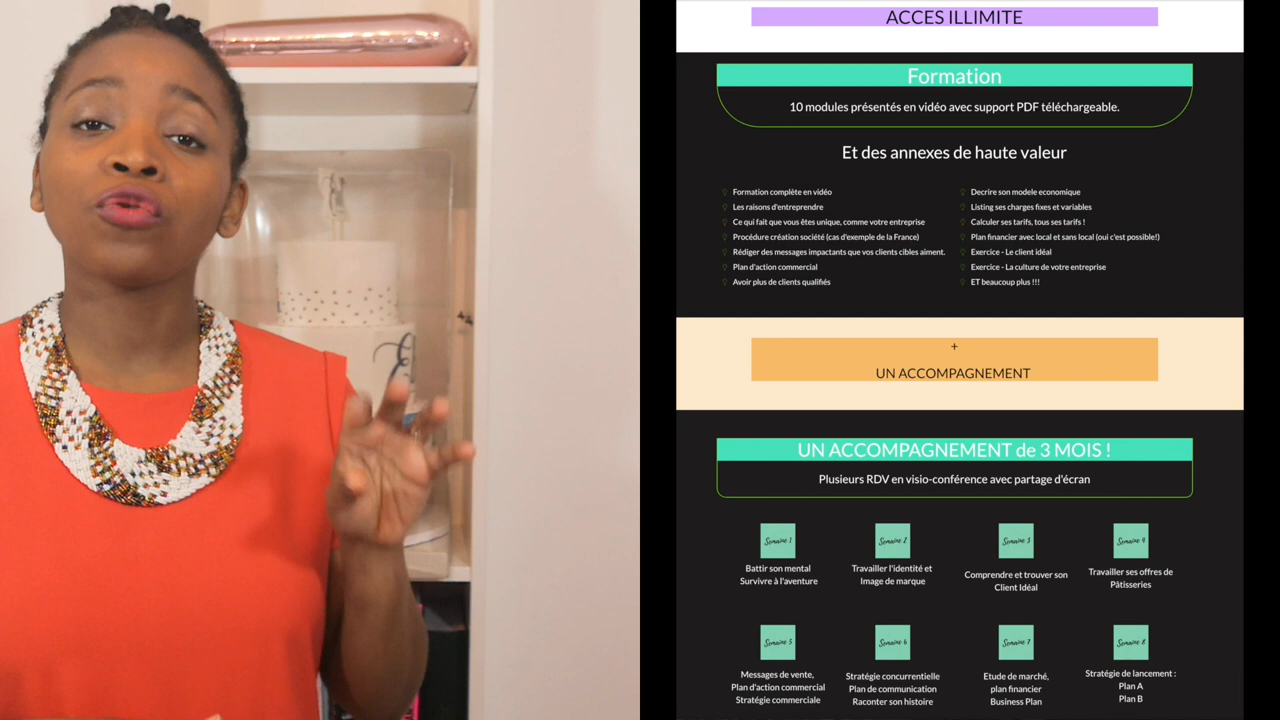 ACCES ILLIMITE
Formation
10 modules présentés en vidéo avec support PDF téléchargeable.
Et des annexes de haute valeur
Formation complète en vidéo
Les raisons d'entreprendre
Ce qui fait que vous êtes unique, comme votre entreprise
Procédure création société (cas d'exemple de la France)
Rédiger des messages impactants que vos clients cibles aiment.
Plan d'action commercial
Avoir plus de clients qualifiés
Decrire son modele economique
Listing ses charges fixes et variables
Calculer ses tarifs, tous ses tarifs !
Plan financier avec local et sans local (oui c'est possible!)
Exercice - Le client idéal
Exercice - La culture de votre entreprise
ET beaucoup plus !!!
+
UN ACCOMPAGNEMENT
UN ACCOMPAGNEMENT de 3 MOIS !
Plusieurs RDV en visio-conférence avec partage d'écran
Semaine 1
Battir son mental
Survivre à l'aventure
Semaine 2
Travailler l'identité et
Image de marque
Semaine 3
Comprendre et trouver son
Client Idéal
Semaine 4
Travailler ses offres de
Pâtisseries
Semaine 5
Messages de vente,
Plan d'action commercial
Stratégie commerciale
Semaine 6
Stratégie concurrentielle
Plan de communication
Raconter son histoire
Semaine 7
Etude de marché,
plan financier
Business Plan
Semaine 8
Stratégie de lancement :
Plan A
Plan B